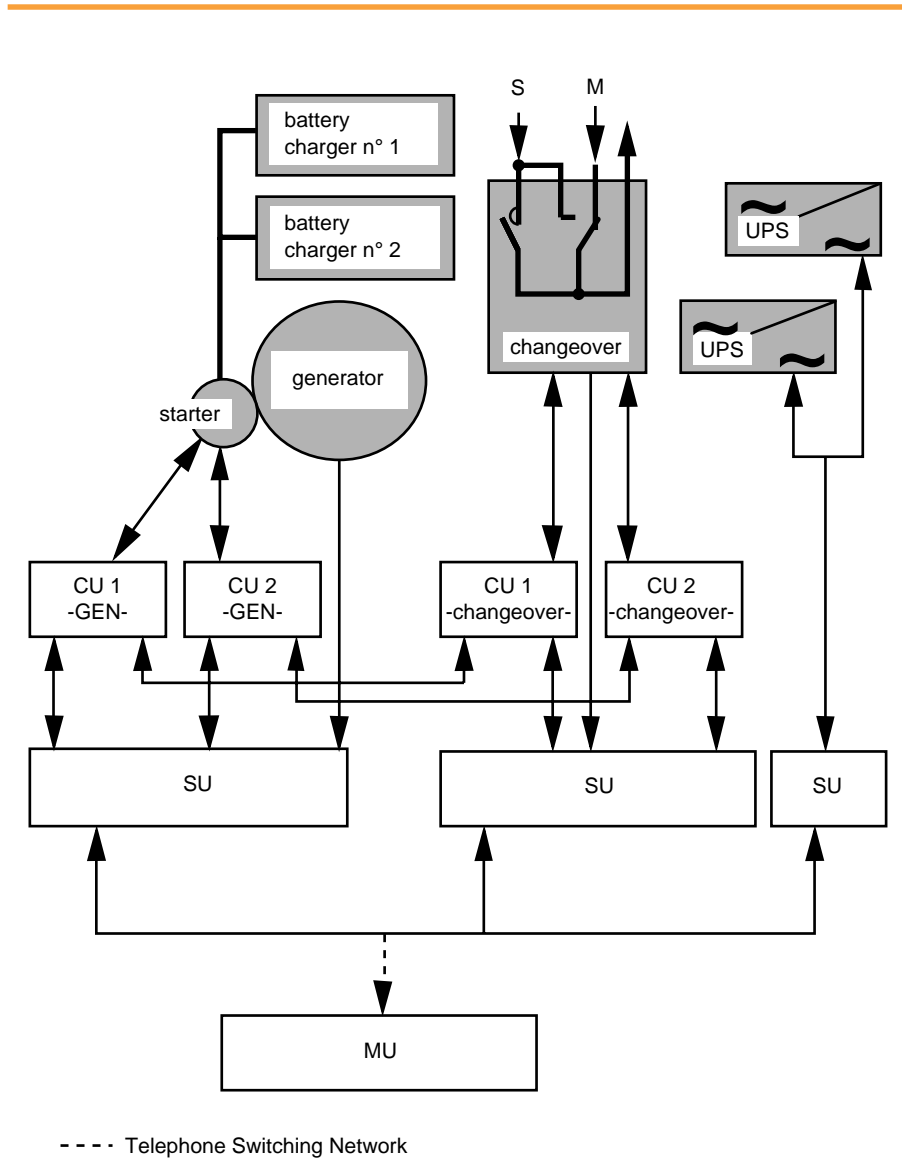 S
M
battery
charger n° 1
battery
charger n° 2
UPS
UPS
changeover
generator
starter
CU 1
-GEN-
CU 2
-GEN-
CU 1
-changeover-
CU 2
-changeover-
SU
SU
SU
MU
Telephone Switching Network